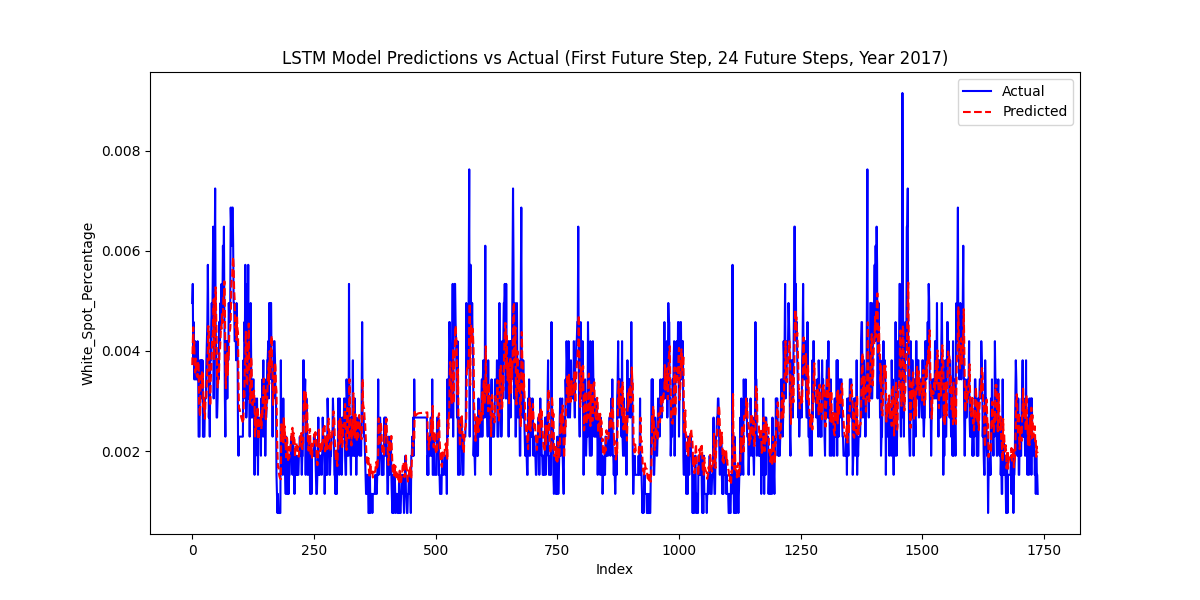 LSTM Model Predictions vs Actual (First Future Step, 24 Future Steps, Year 2017)
Actual
Predicted
White_Spot_Percentage
0.008
0.006
0.004
0.002
0 250 500 750 1000 1250 1500 1750
Index